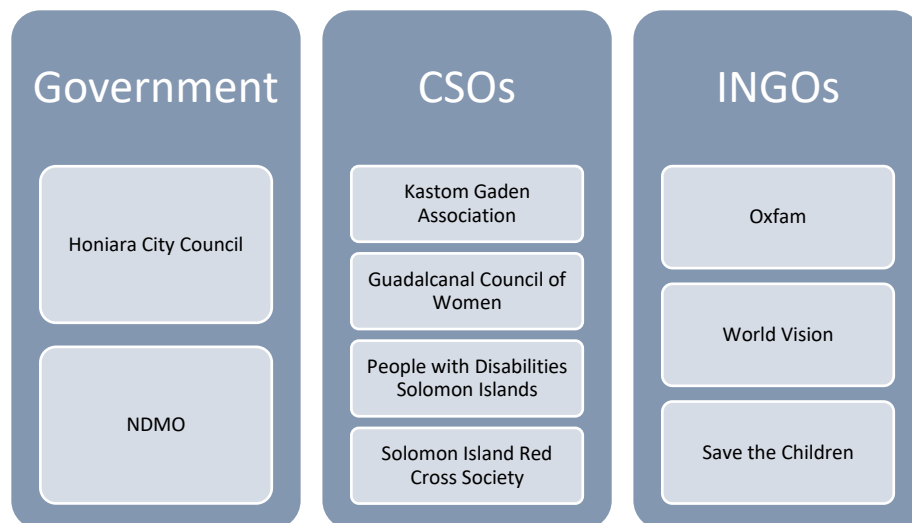 Government
Honiara City Council
NDMO
CSOs
Kastom Gaden
Association
Guadalcanal Council of
Women
People with Disabilities
Solomon Islands
Solomon Island Red
Cross Society
INGOs
Oxfam
World Vision
Save the Children